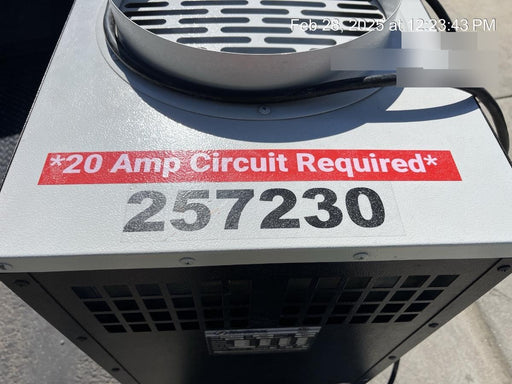 Feb 28, 2025 at 12:23:43 PM
*20 Amp Circuit Required*
257230